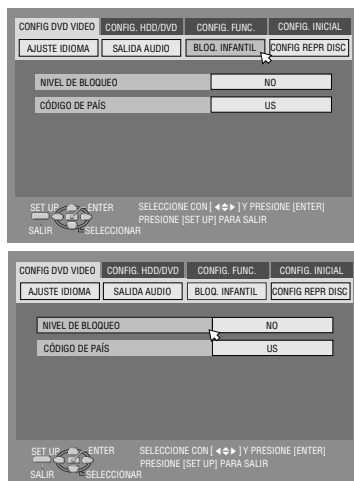 CONFIG DVD VIDEO CONFIG. HDD/DVD CONFIG. FUNC. CONFIG. INICIAL
AJUSTE IDIOMA SALIDA AUDIO BLOQ. INFANTIL CONFIG REPR DISC
NIVEL DE BLOQUEO NO
CÓDIGO DE PAÍS US
SET UP ENTER SELECCIONE CON [ ◀◆▶ ] Y PRESIONE [ENTER]
PRESIONE [SET UP] PARA SALIR
SALIR SELECCIONAR
CONFIG DVD VIDEO CONFIG. HDD/DVD CONFIG. FUNC. CONFIG. INICIAL
AJUSTE IDIOMA SALIDA AUDIO BLOQ. INFANTIL CONFIG REPR DISC
NIVEL DE BLOQUEO NO
CÓDIGO DE PAÍS US
SET UP ENTER SELECCIONE CON [ ◀◆▶ ] Y PRESIONE [ENTER]
PRESIONE [SET UP] PARA SALIR
SALIR SELECCIONAR